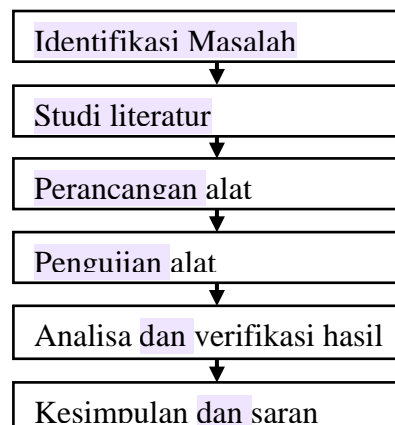 Identifikasi Masalah
Studi literatur
Perancangan alat
Pengujian alat
Analisa dan verifikasi hasil
Kesimpulan dan saran